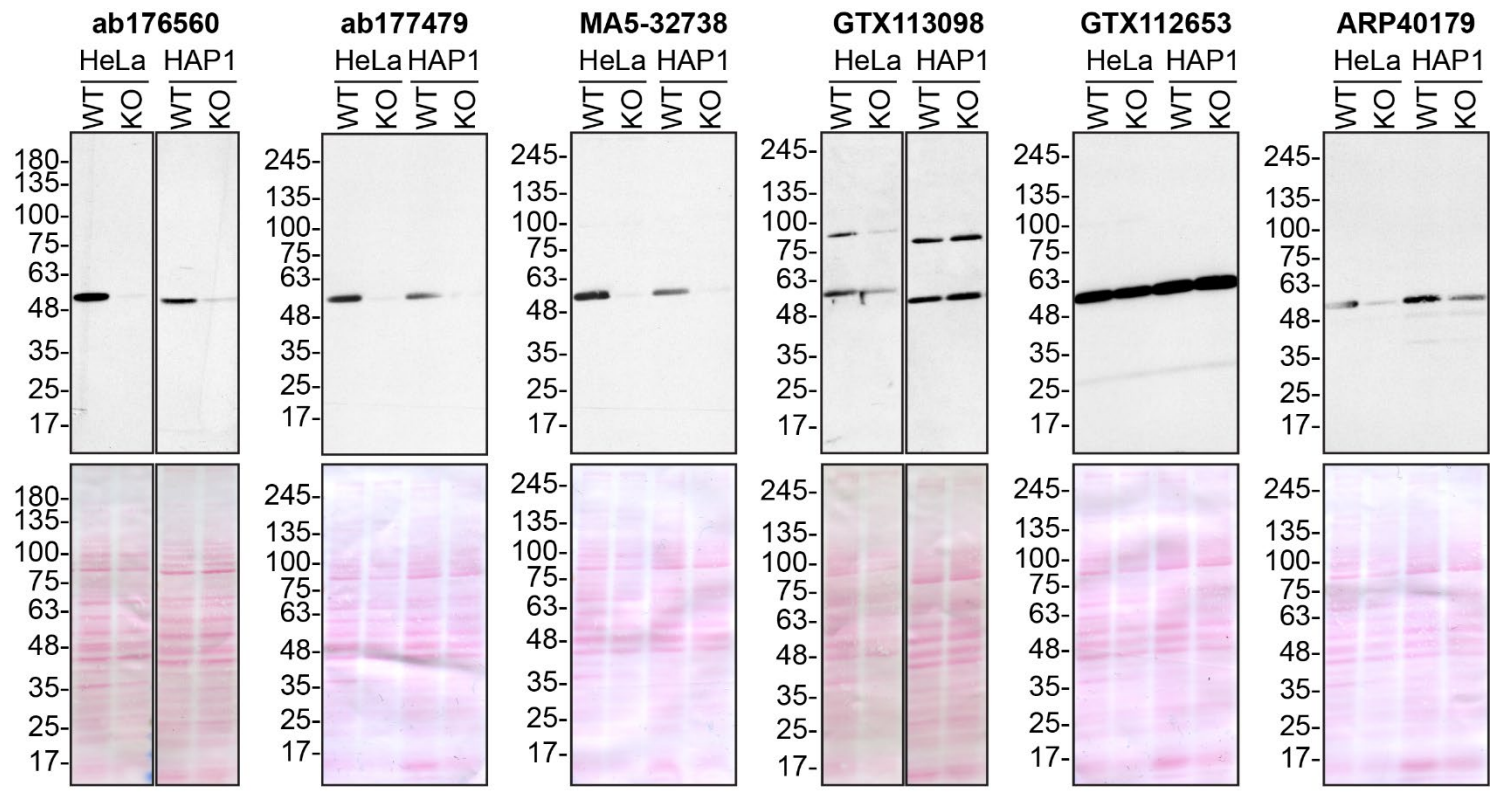 ab176560 ab177479 MA5-32738 GTX113098 GTX112653 ARP40179
HeLa HAP1 HeLa HAP1 HeLa HAP1 HeLa HAP1 HeLa HAP1 HeLa HAP1
WT KO WT KO WT KO WT KO WT KO WT KO WT KO WT KO WT KO WT KO WT KO WT KO
180- 245- 245- 245- 245- 245-
135- 135- 135- 135- 135- 135-
100- 100- 100- 100- 100- 100-
75- 75- 75- 75- 75- 75-
63- 63- 63- 63- 63- 63-
48- 48- 48- 48- 48- 48-
35- 35- 35- 35- 35- 35-
25- 25- 25- 25- 25- 25-
17- 17- 17- 17- 17- 17-
180- 245- 245- 245- 245- 245-
135- 135- 135- 135- 135- 135-
100- 100- 100- 100- 100- 100-
75- 75- 75- 75- 75- 75-
63- 63- 63- 63- 63- 63-
48- 48- 48- 48- 48- 48-
35- 35- 35- 35- 35- 35-
25- 25- 25- 25- 25- 25-
17- 17- 17- 17- 17- 17-